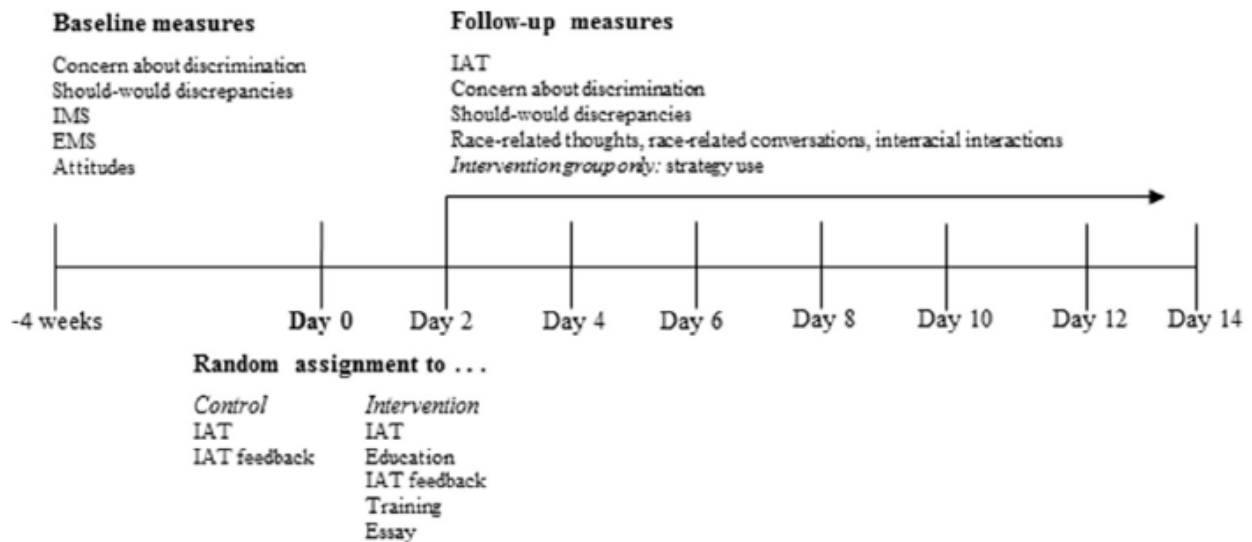 Baseline measures
Concern about discrimination
Should-would discrepancies
IMS
EMS
Attitudes
Follow-up measures
IAT
Concern about discrimination
Should-would discrepancies
Race-related thoughts, race-related conversations, interracial interactions
Intervention group only: strategy use
-4 weeks
Day 0
Day 2
Day 4
Day 6
Day 8
Day 10
Day 12
Day 14
Random assignment to . . .
Control
IAT
IAT feedback
Intervention
IAT
Education
IAT feedback
Training
Essay